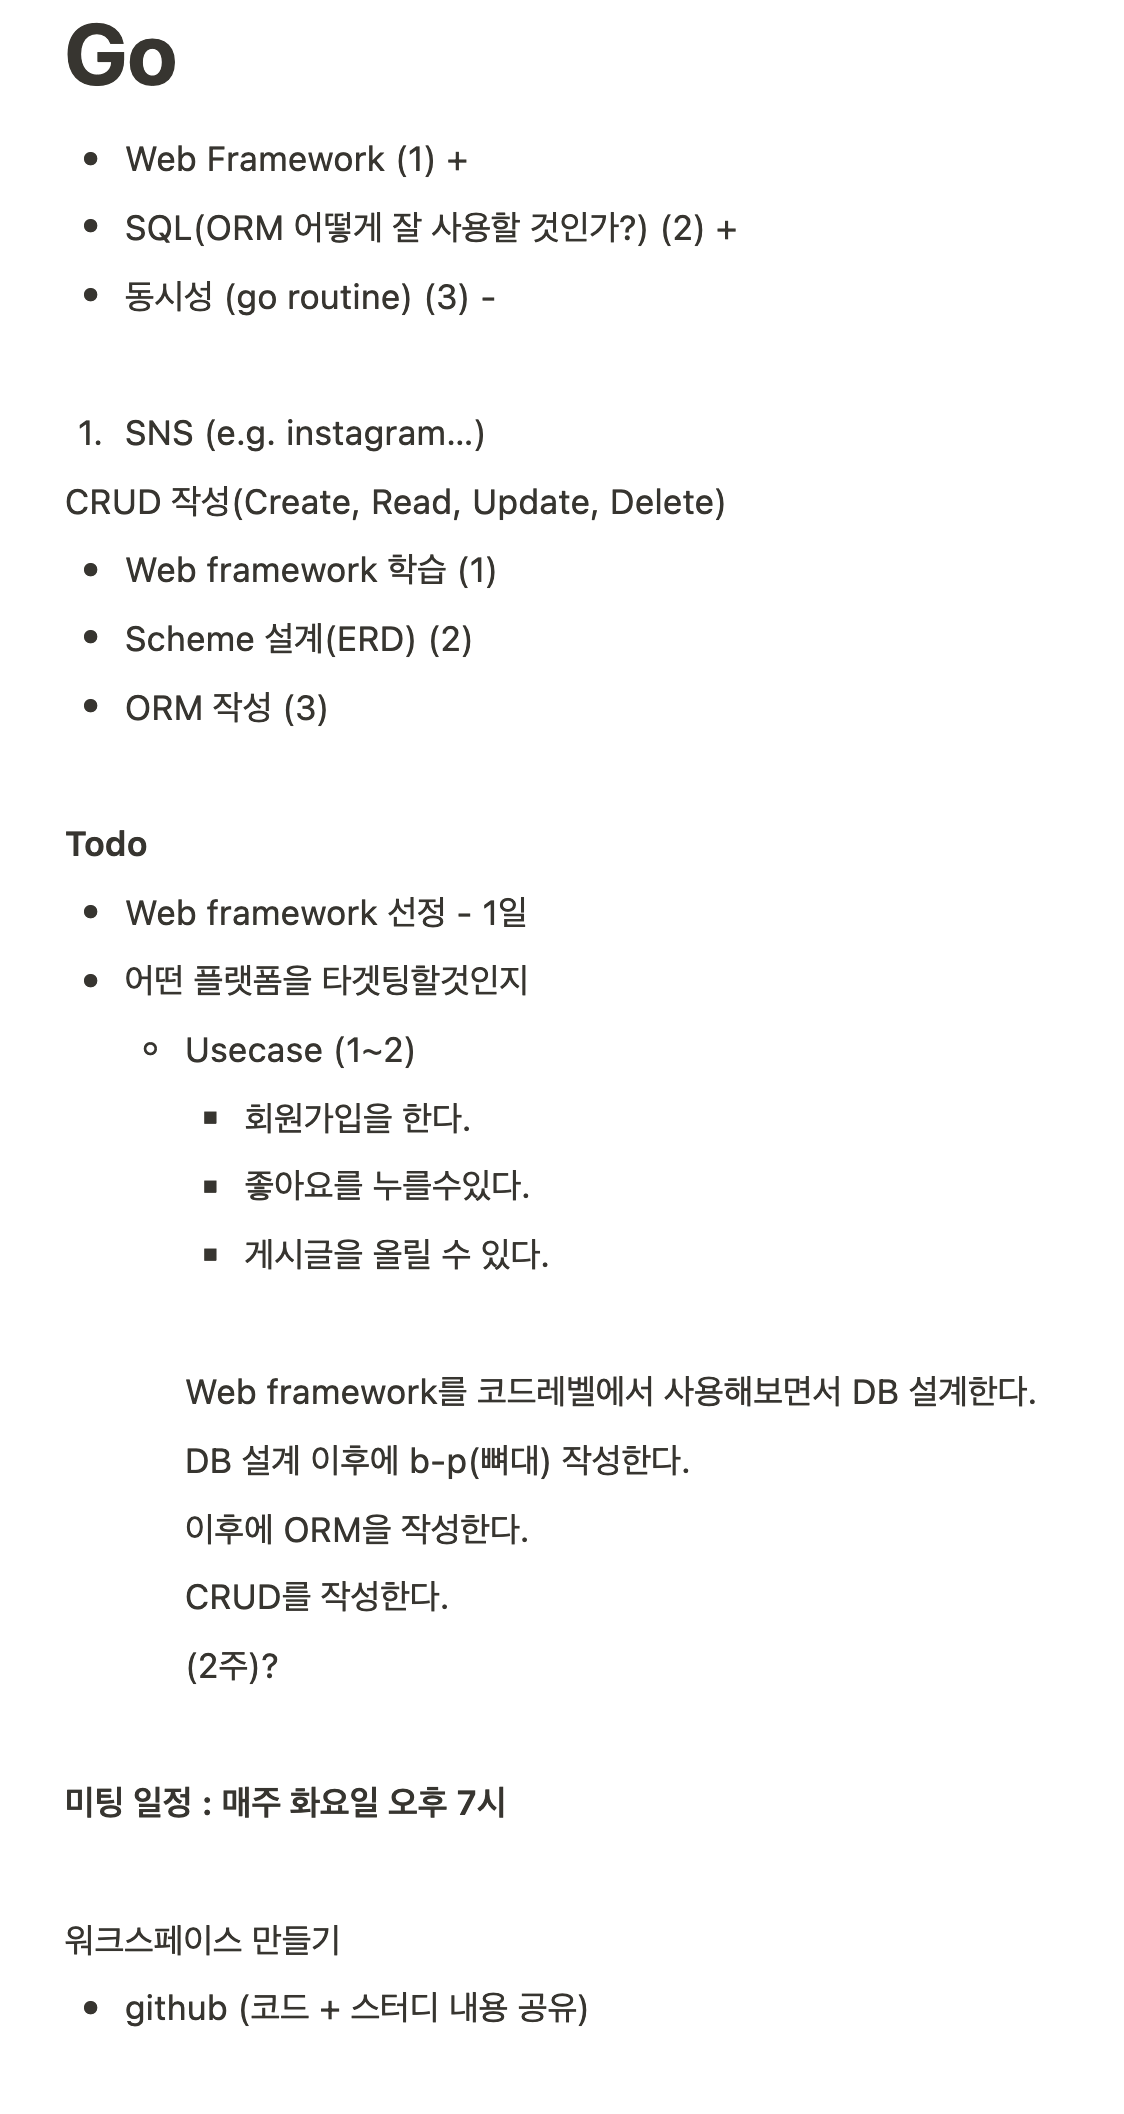 Go
• Web Framework (1) +
• SQL(ORM 어떻게 잘 사용할 것인가?) (2) +
• 동시성 (go routine) (3) -
1. SNS (e.g. instagram...)
CRUD 작성(Create, Read, Update, Delete)
• Web framework 학습 (1)
• Scheme 설계(ERD) (2)
• ORM 작성 (3)
Todo
• Web framework 선정 - 1일
• 어떤 플랫폼을 타겟팅할것인지
◦ Usecase (1~2)
▪ 회원가입을 한다.
▪ 좋아요를 누를수있다.
▪ 게시글을 올릴 수 있다.
Web framework를 코드레벨에서 사용해보면서 DB 설계한다.
DB 설계 이후에 b-p(뼈대) 작성한다.
이후에 ORM을 작성한다.
CRUD를 작성한다.
(2주)?
미팅 일정 : 매주 화요일 오후 7시
워크스페이스 만들기
• github (코드 + 스터디 내용 공유)